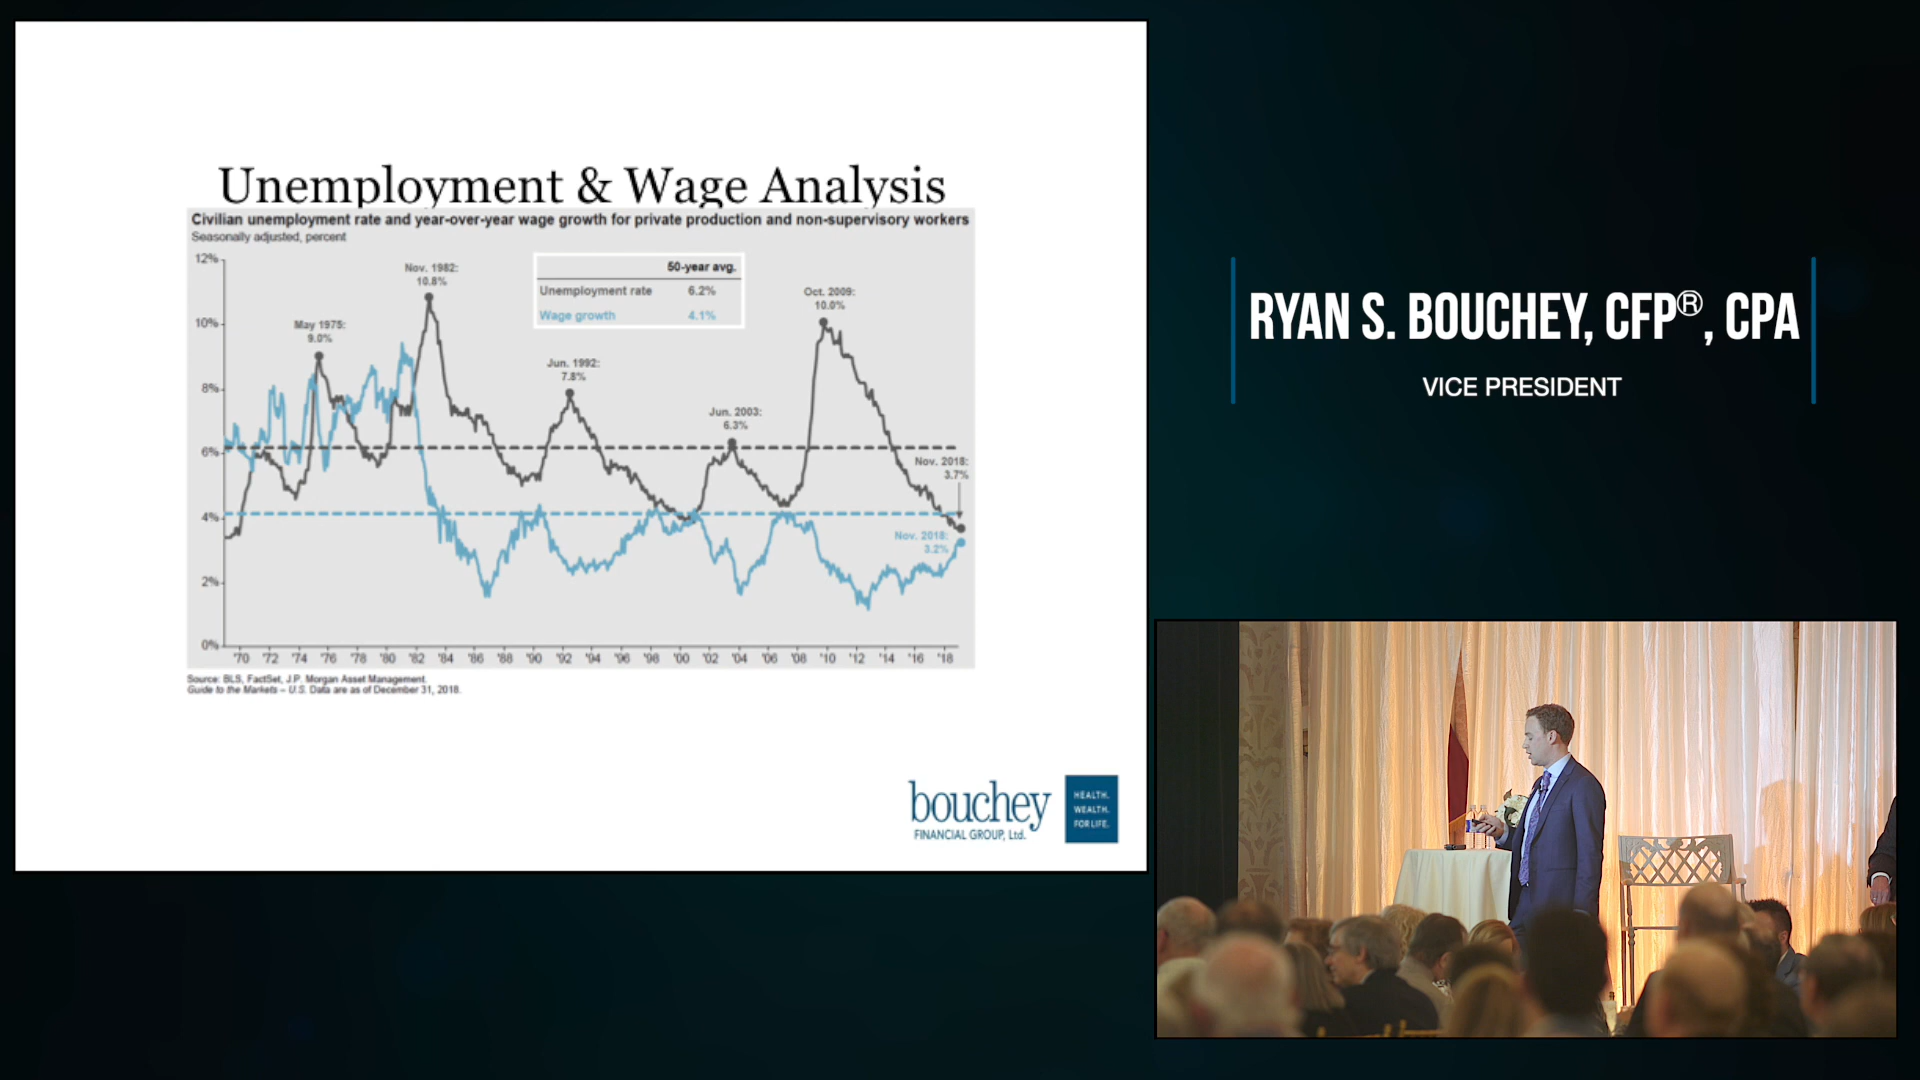 Unemployment & Wage Analysis
Civilian unemployment rate and year-over-year wage growth for private production and non-supervisory workers
Seasonally adjusted, percent
12%
10%
8%
6%
4%
2%
0%
May 1975:
9.0%
Nov. 1982:
10.8%
50-year avg.
Unemployment rate 6.2%
Wage growth 4.1%
Jun. 1992:
7.8%
Jun. 2003:
6.3%
Oct. 2009:
10.0%
Nov. 2018:
3.7%
Nov. 2018:
3.2%
'70 '72 '74 '76 '78 '80 '82 '84 '86 '88 '90 '92 '94 '96 '98 '00 '02 '04 '06 '08 '10 '12 '14 '16 '18
Source: BLS, FactSet, J.P. Morgan Asset Management.
Guide to the Markets – U.S. Data are as of December 31, 2018.
bouchey
FINANCIAL GROUP, Ltd.
HEALTH.
WEALTH.
FOR LIFE.
RYAN S. BOUCHEY, CFP®, CPA
VICE PRESIDENT